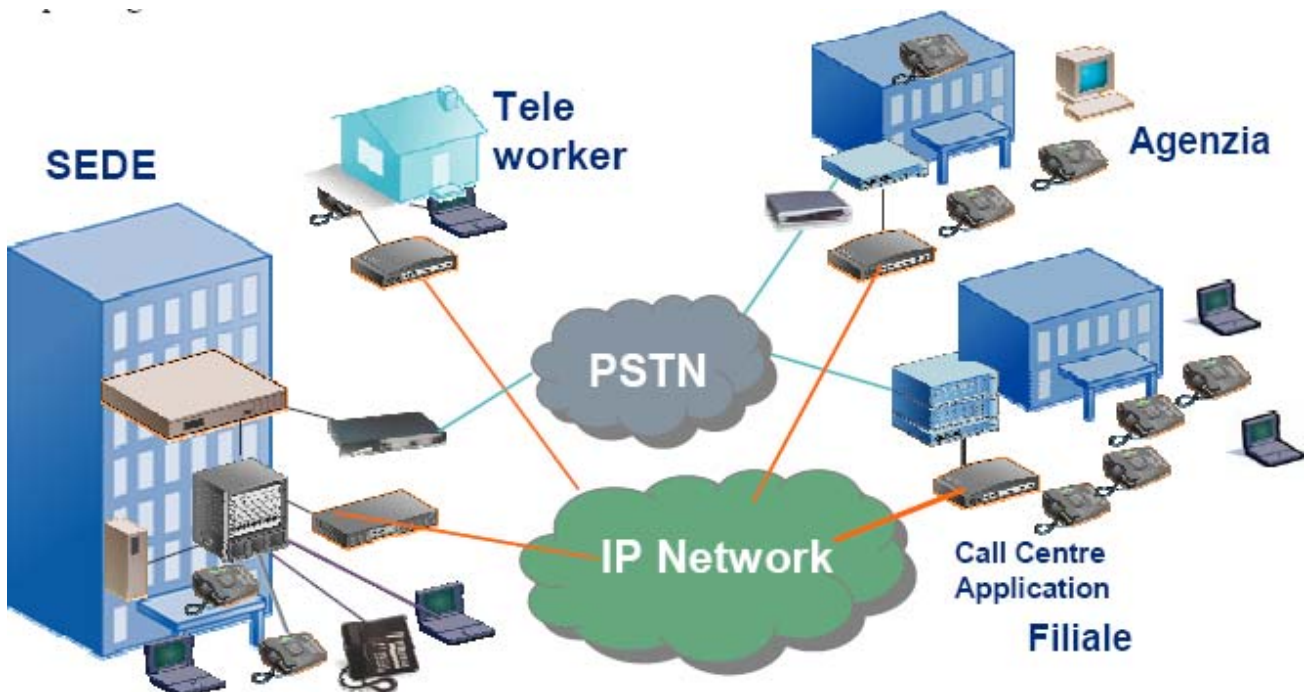 SEDE
Tele
worker
Agenzia
PSTN
IP Network
Call Centre
Application
Filiale